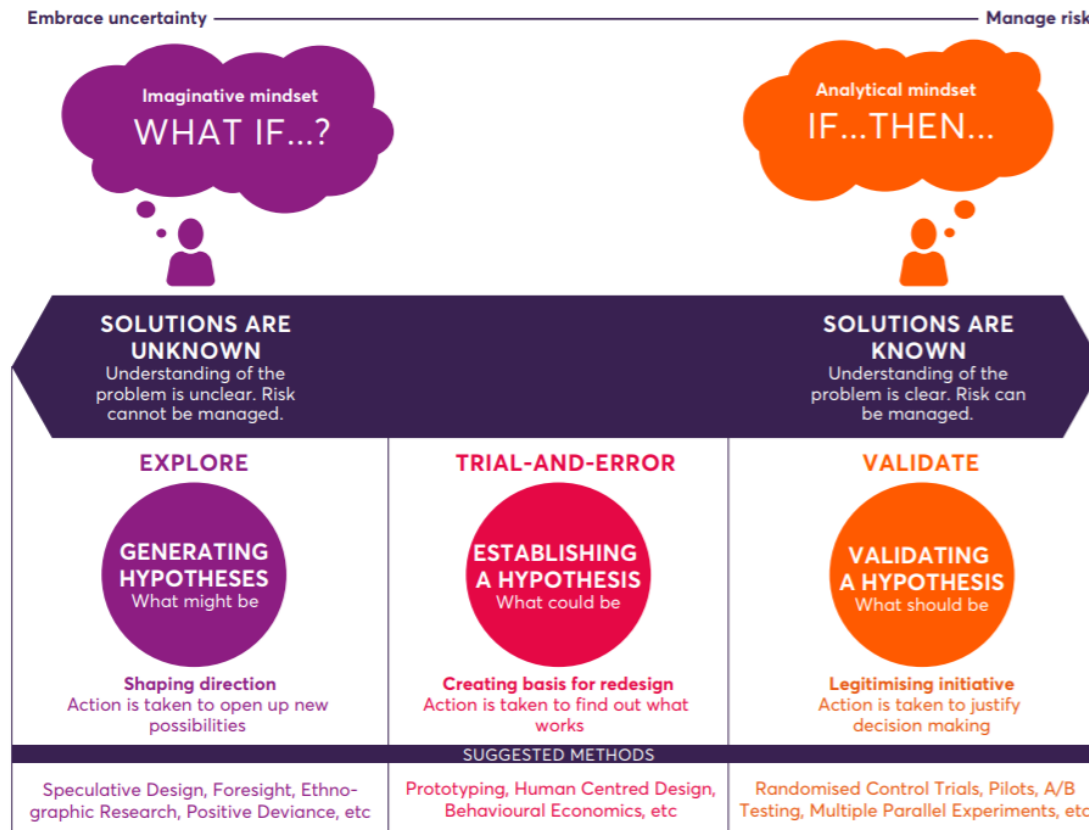 Embrace uncertainty
Manage risk
Imaginative mindset
WHAT IF...?
Analytical mindset
IF...THEN...
SOLUTIONS ARE
UNKNOWN
Understanding of the
problem is unclear. Risk
cannot be managed.
SOLUTIONS ARE
KNOWN
Understanding of the
problem is clear. Risk can
be managed.
EXPLORE
GENERATING
HYPOTHESES
What might be
Shaping direction
Action is taken to open up new
possibilities
TRIAL-AND-ERROR
ESTABLISHING
A HYPOTHESIS
What could be
Creating basis for redesign
Action is taken to find out what
works
VALIDATE
VALIDATING
A HYPOTHESIS
What should be
Legitimising initiative
Action is taken to justify
decision making
SUGGESTED METHODS
Speculative Design, Foresight, Ethno-
graphic Research, Positive Deviance, etc
Prototyping, Human Centred Design,
Behavioural Economics, etc
Randomised Control Trials, Pilots, A/B
Testing, Multiple Parallel Experiments, etc